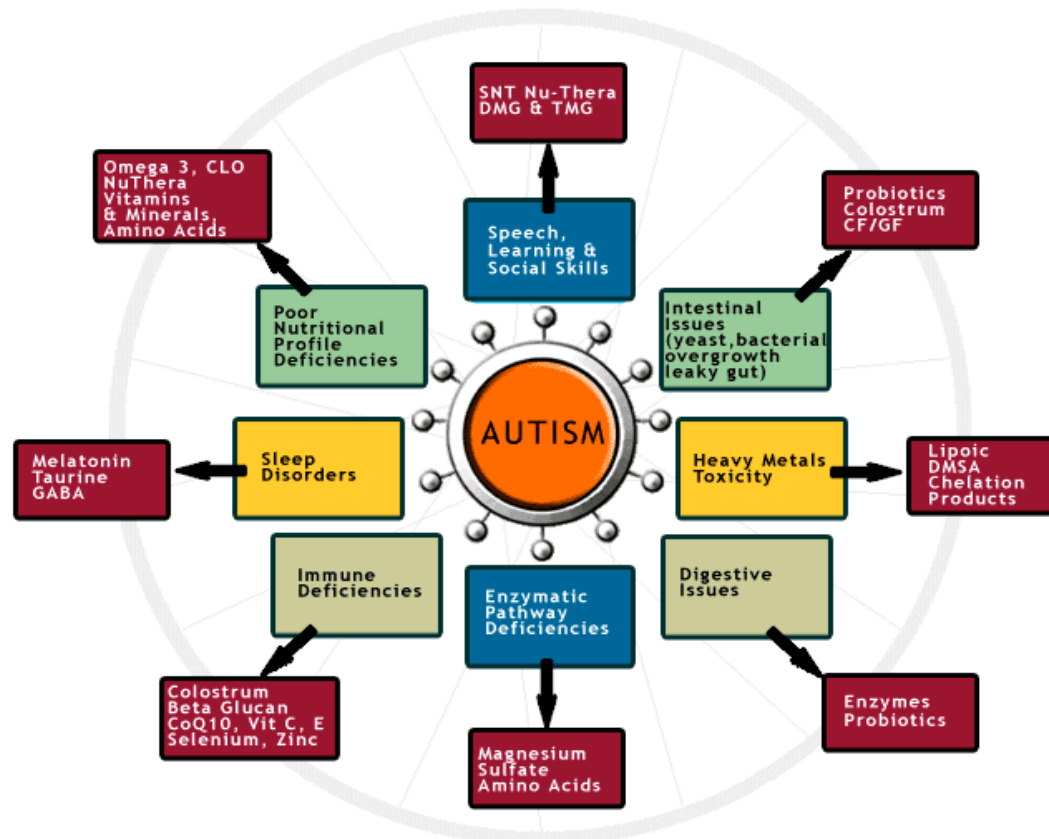 SNT Nu-Thera
DMG & TMG
Omega 3, CLO
NuThera
Vitamins
& Minerals,
Amino Acids
Probiotics
Colostrum
CF/GF
Speech,
Learning &
Social Skills
Poor
Nutritional
Profile
Deficiencies
Intestinal
Issues
(yeast,bacterial
overgrowth
leaky gut)
AUTISM
Melatonin
Taurine
GABA
Sleep
Disorders
Heavy Metals
Toxicity
Lipoic
DMSA
Chelation
Products
Immune
Deficiencies
Enzymatic
Pathway
Deficiencies
Digestive
Issues
Colostrum
Beta Glucan
CoQ10, Vit C, E
Selenium, Zinc
Magnesium
Sulfate
Amino Acids
Enzymes
Probiotics